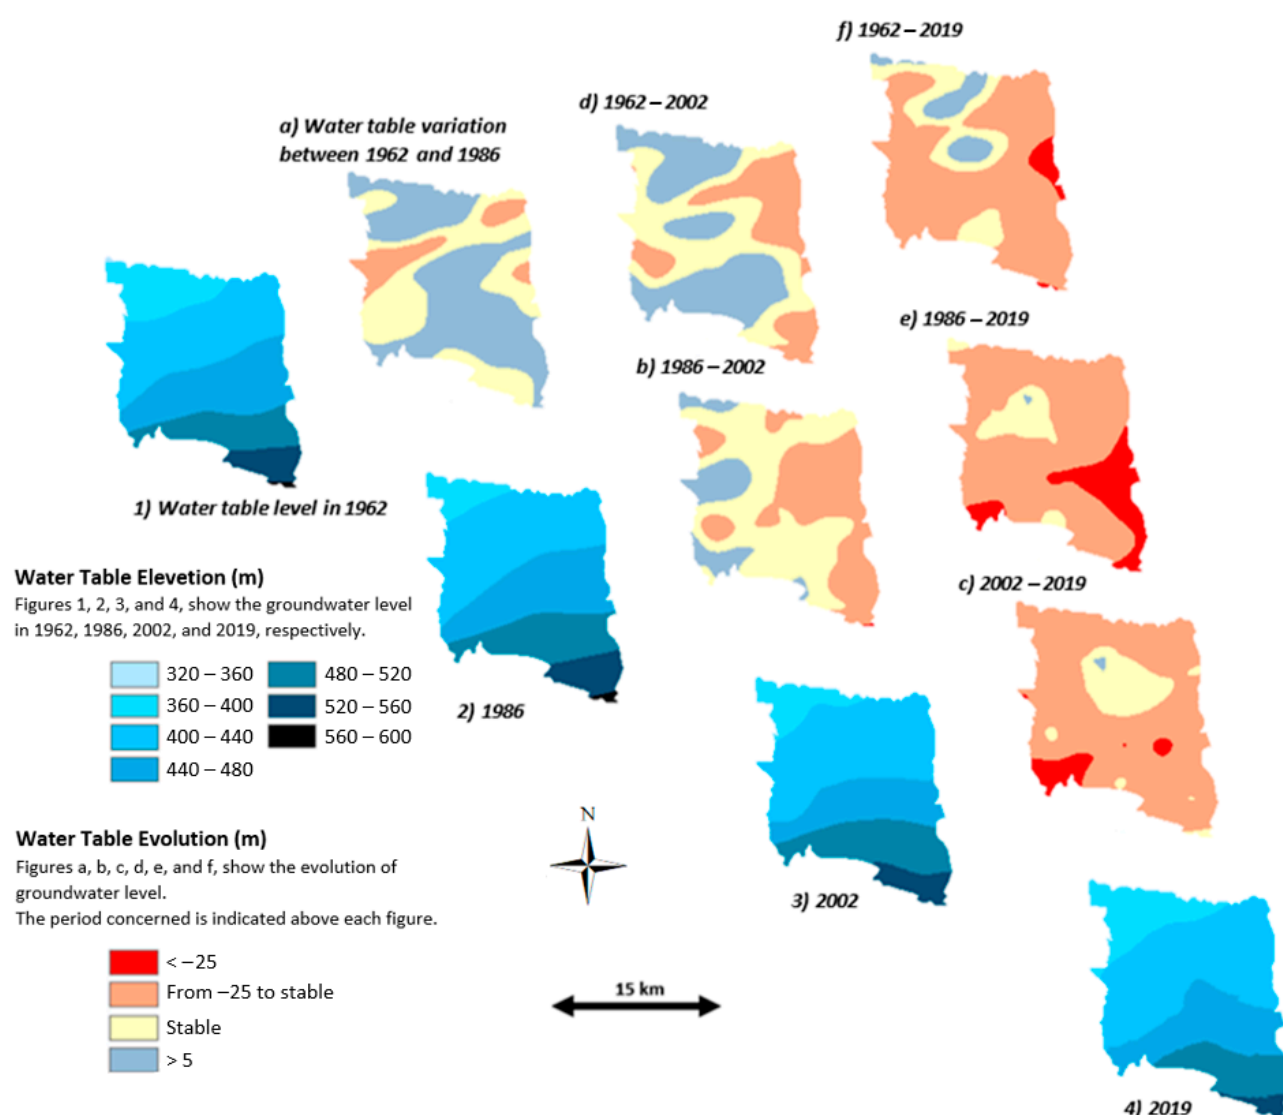 f) 1962 – 2019
d) 1962 – 2002
a) Water table variation
between 1962 and 1986
e) 1986 – 2019
b) 1986 – 2002
1) Water table level in 1962
c) 2002 – 2019
Water Table Elevetion (m)
Figures 1, 2, 3, and 4, show the groundwater level
in 1962, 1986, 2002, and 2019, respectively.
320 – 360
480 – 520
360 – 400
520 – 560
400 – 440
560 – 600
440 – 480
2) 1986
N
Water Table Evolution (m)
Figures a, b, c, d, e, and f, show the evolution of
groundwater level.
The period concerned is indicated above each figure.
3) 2002
< –25
From –25 to stable
Stable
> 5
15 km
4) 2019